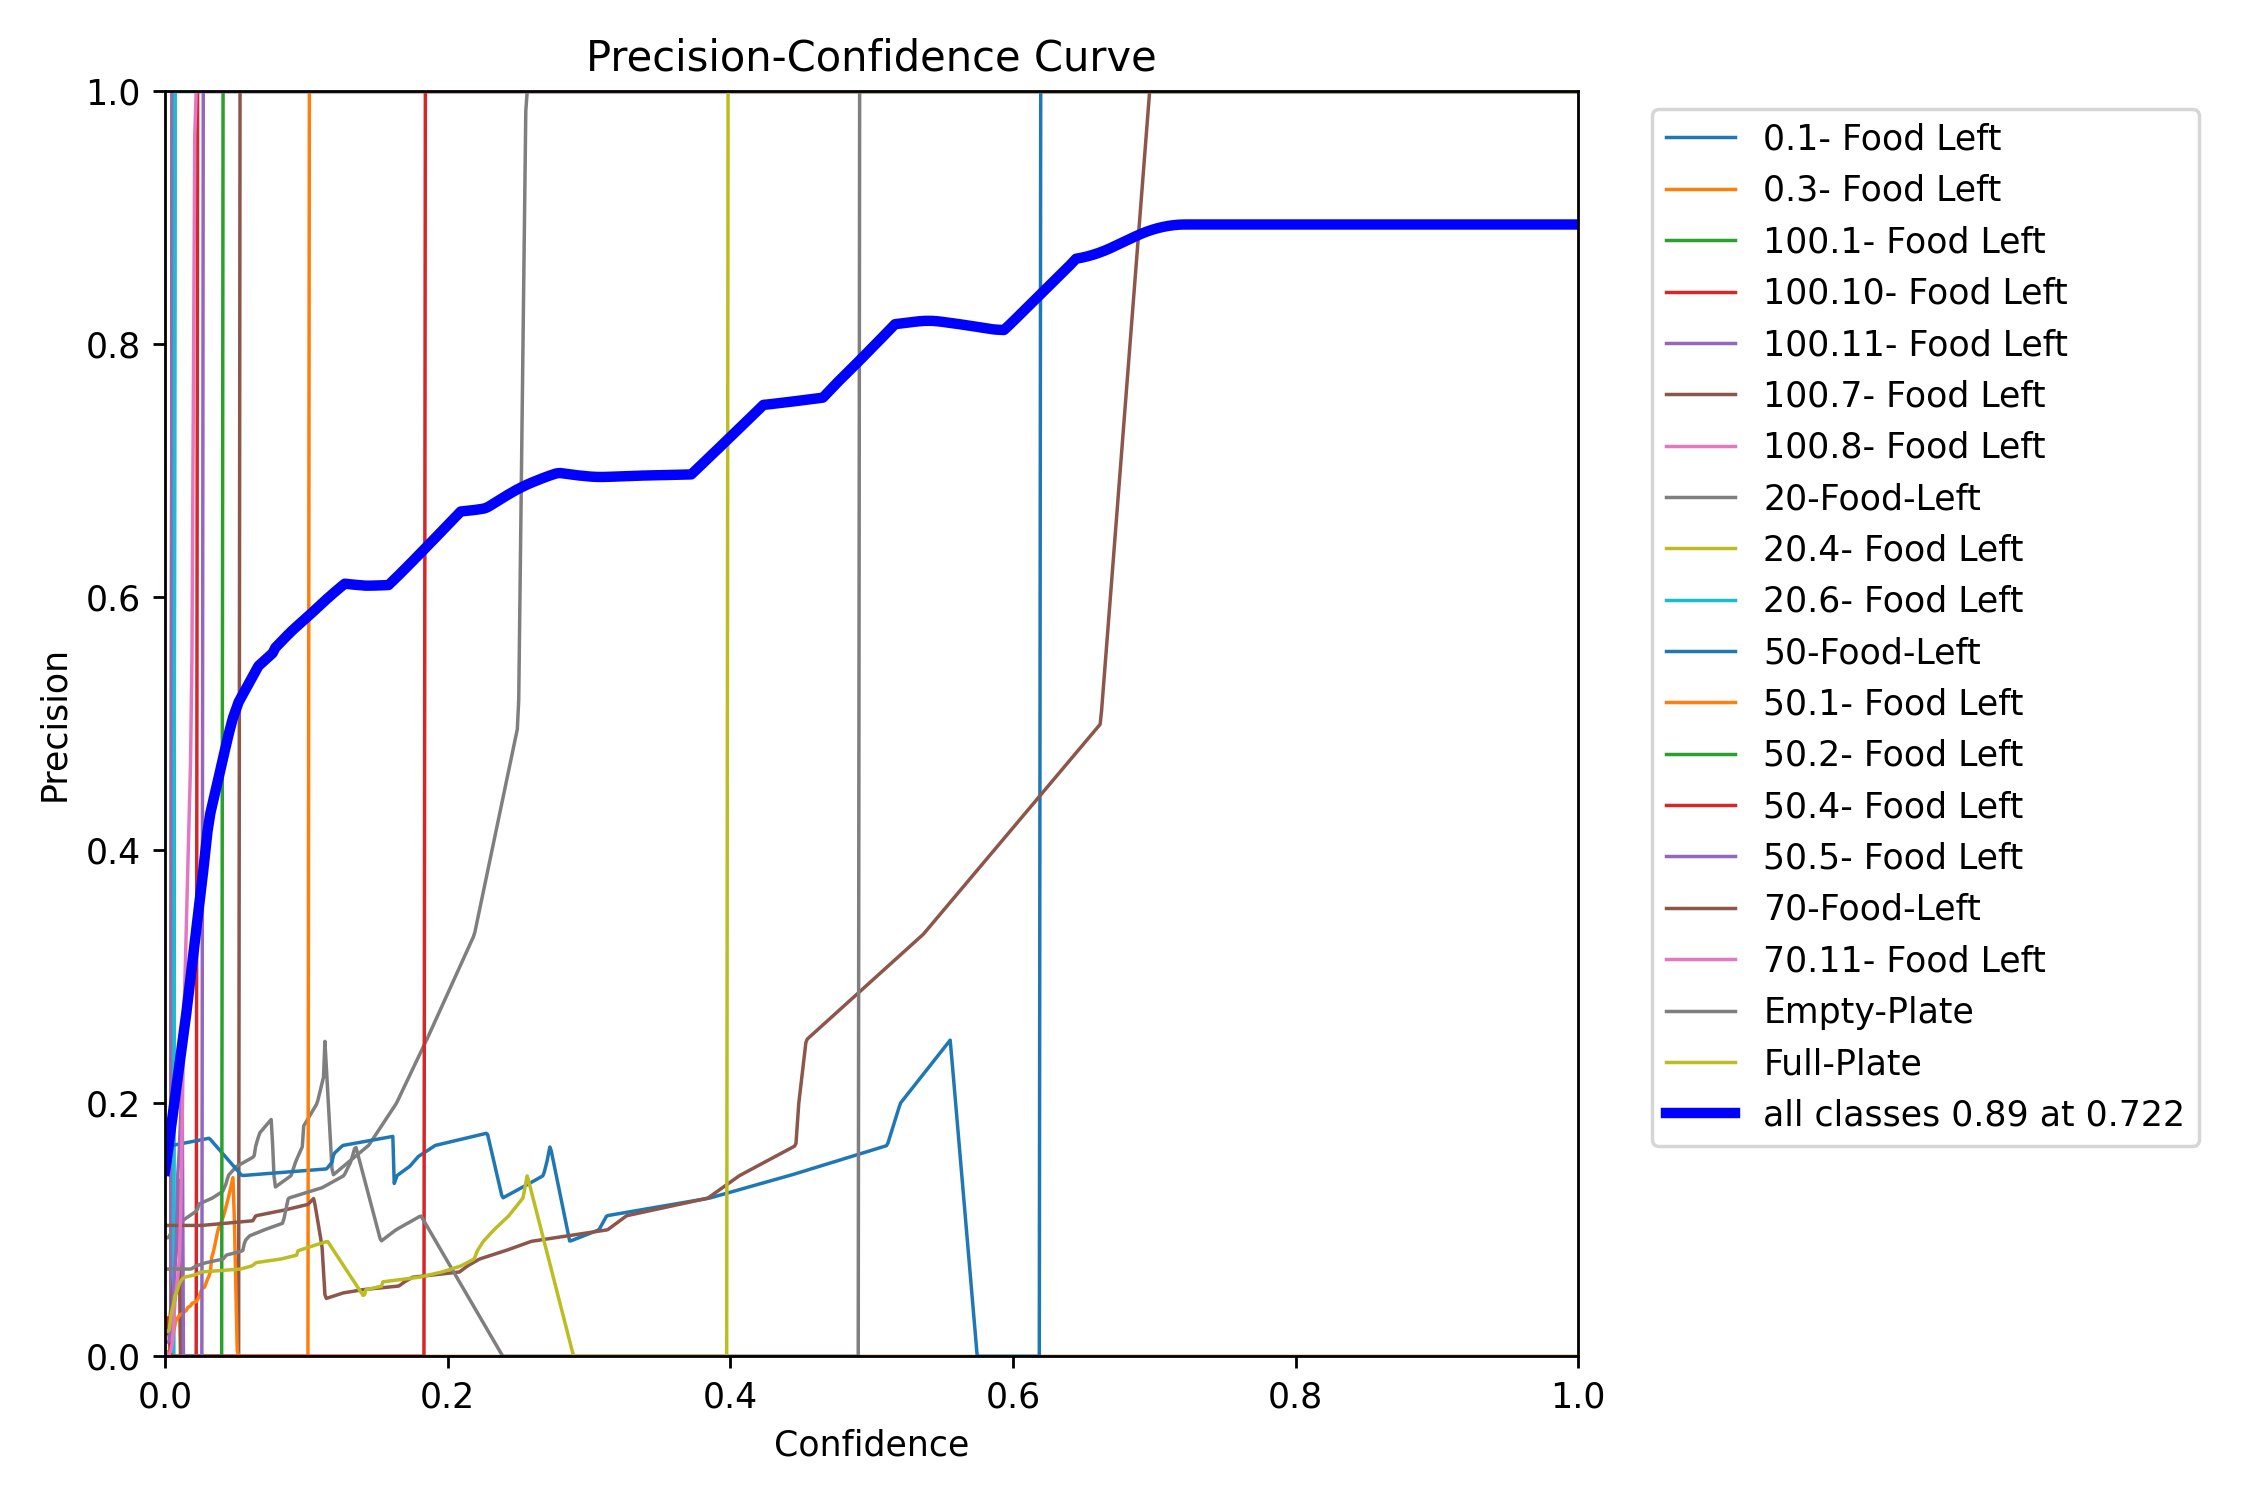 Precision-Confidence Curve
1.0
0.8
0.6
0.4
0.2
0.0
Precision
0.0 0.2 0.4 0.6 0.8 1.0
Confidence
0.1- Food Left
0.3- Food Left
100.1- Food Left
100.10- Food Left
100.11- Food Left
100.7- Food Left
100.8- Food Left
20-Food-Left
20.4- Food Left
20.6- Food Left
50-Food-Left
50.1- Food Left
50.2- Food Left
50.4- Food Left
50.5- Food Left
70-Food-Left
70.11- Food Left
Empty-Plate
Full-Plate
all classes 0.89 at 0.722